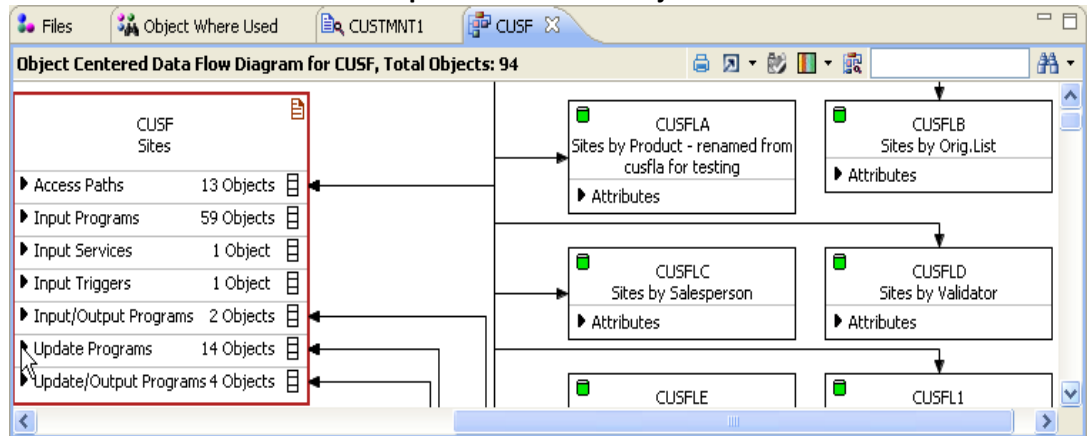 Files
Object Where Used
CUSTMNT1
CUSF
Object Centered Data Flow Diagram for CUSF, Total Objects: 94
CUSF
Sites
Access Paths 13 Objects
Input Programs 59 Objects
Input Services 1 Object
Input Triggers 1 Object
Input/Output Programs 2 Objects
Update Programs 14 Objects
Update/Output Programs 4 Objects
CUSFLA
Sites by Product - renamed from
cusfla for testing
Attributes
CUSFLB
Sites by Orig.List
Attributes
CUSFLC
Sites by Salesperson
Attributes
CUSFLD
Sites by Validator
Attributes
CUSFLE
CUSFL1